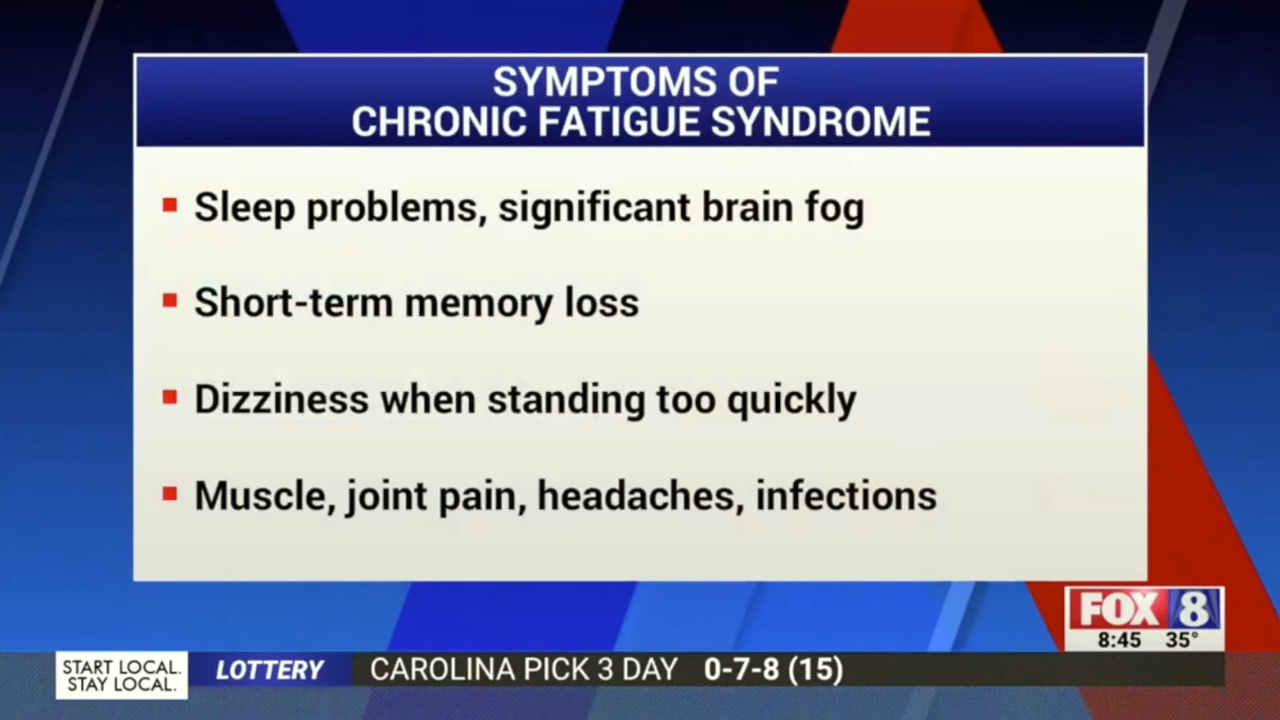 SYMPTOMS OF
CHRONIC FATIGUE SYNDROME
Sleep problems, significant brain fog
Short-term memory loss
Dizziness when standing too quickly
Muscle, joint pain, headaches, infections
FOX 8
8:45 35°
START LOCAL.
STAY LOCAL.
LOTTERY CAROLINA PICK 3 DAY 0-7-8 (15)